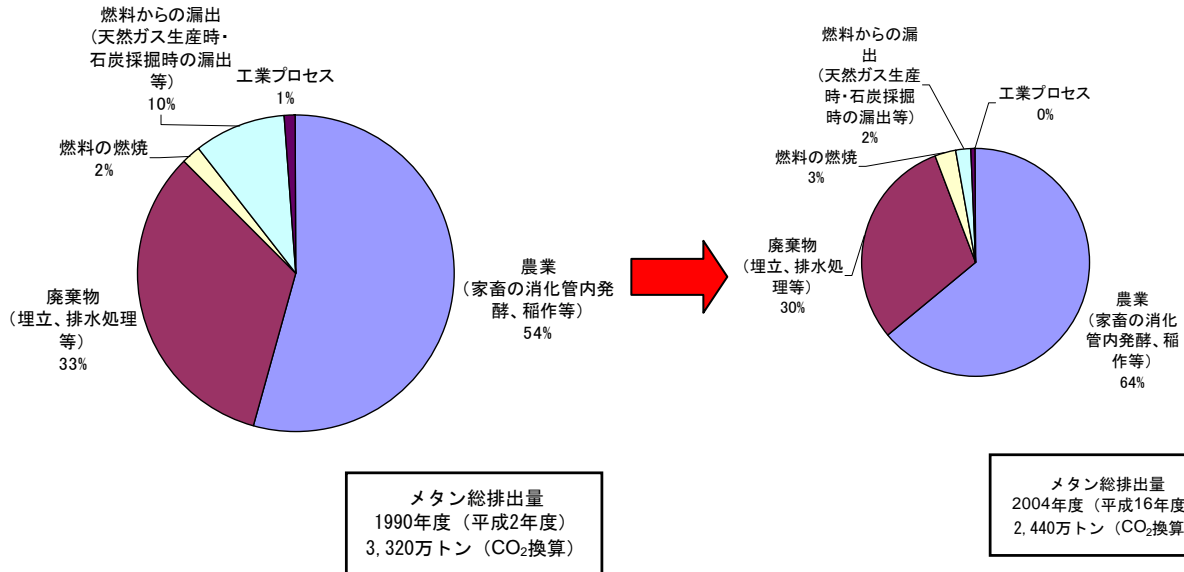 燃料からの漏出
（天然ガス生産時・
石炭採掘時の漏出
等）
10%
工業プロセス
1%
燃料の燃焼
2%
農業
（家畜の消化管内発
酵、稲作等）
54%
廃棄物
（埋立、排水処理
等）
33%
メタン総排出量
1990年度（平成2年度）
3,320万トン（CO₂換算）
燃料からの漏
出
（天然ガス生産
時・石炭採掘
時の漏出等）
2%
工業プロセス
0%
燃料の燃焼
3%
廃棄物
（埋立、排水処
理等）
30%
農業
（家畜の消化
管内発酵、稲
作等）
64%
メタン総排出量
2004年度（平成16年度
2,440万トン（CO₂換算